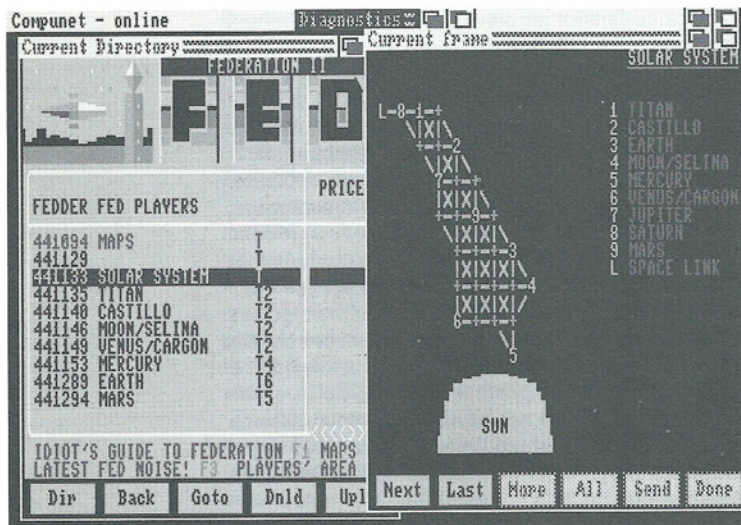 Compunet - online
Diagnostics
Current Directory
FEDERATION II
FED
PRICE
FEDDER FED PLAYERS
441094 MAPS T
441129 T
441133 SOLAR SYSTEM T
441135 TITAN T2
441140 CASTILLO T2
441146 MOON/SELINA T2
441149 VENUS/CARGON T2
441153 MERCURY T4
441289 EARTH T6
441294 MARS T5
<<<<>
IDIOT'S GUIDE TO FEDERATION F1 MAPS
LATEST FED NOISE! F3 PLAYERS' AREA
Dir Back Goto Dnld Upl
Current frame
SOLAR SYSTEM
L-8-1-+
\|X|\
+-+-2
\|X|\
7-+-+
|X|X|\
+-+-9-+
\|X|X|\
+-+-+-3
|X|X|X|\
+-+-+-+-4
|X|X|X|/
6-+-+-+
\|
5
SUN
1 TITAN
2 CASTILLO
3 EARTH
4 MOON/SELINA
5 MERCURY
6 VENUS/CARGON
7 JUPITER
8 SATURN
9 MARS
L SPACE LINK
Next Last More All Send Done